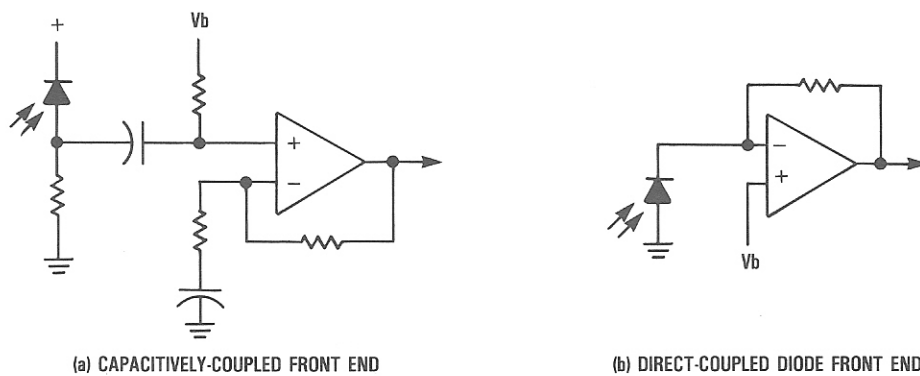 +
Vb
+
−
−
+
Vb
(a) CAPACITIVELY-COUPLED FRONT END
(b) DIRECT-COUPLED DIODE FRONT END